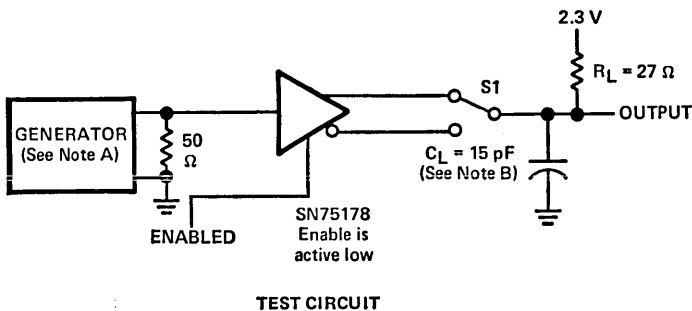 2.3 V
R_L = 27 Ω
S1
OUTPUT
GENERATOR
(See Note A)
50
Ω
C_L = 15 pF
(See Note B)
ENABLED
SN75178
Enable is
active low
TEST CIRCUIT